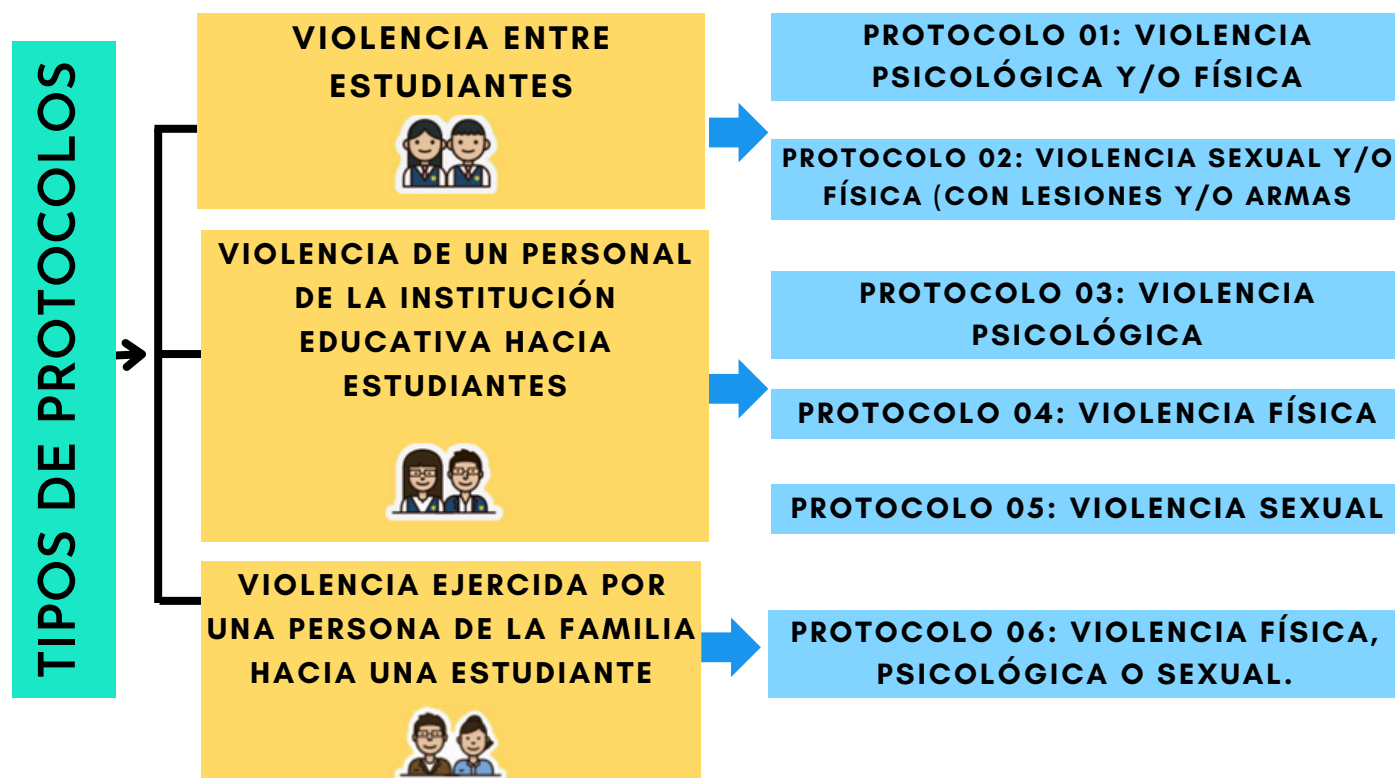 TIPOS DE PROTOCOLOS
VIOLENCIA ENTRE
ESTUDIANTES
PROTOCOLO 01: VIOLENCIA
PSICOLÓGICA Y/O FÍSICA
PROTOCOLO 02: VIOLENCIA SEXUAL Y/O
FÍSICA (CON LESIONES Y/O ARMAS
VIOLENCIA DE UN PERSONAL
DE LA INSTITUCIÓN
EDUCATIVA HACIA
ESTUDIANTES
PROTOCOLO 03: VIOLENCIA
PSICOLÓGICA
PROTOCOLO 04: VIOLENCIA FÍSICA
PROTOCOLO 05: VIOLENCIA SEXUAL
VIOLENCIA EJERCIDA POR
UNA PERSONA DE LA FAMILIA
HACIA UNA ESTUDIANTE
PROTOCOLO 06: VIOLENCIA FÍSICA,
PSICOLÓGICA O SEXUAL.